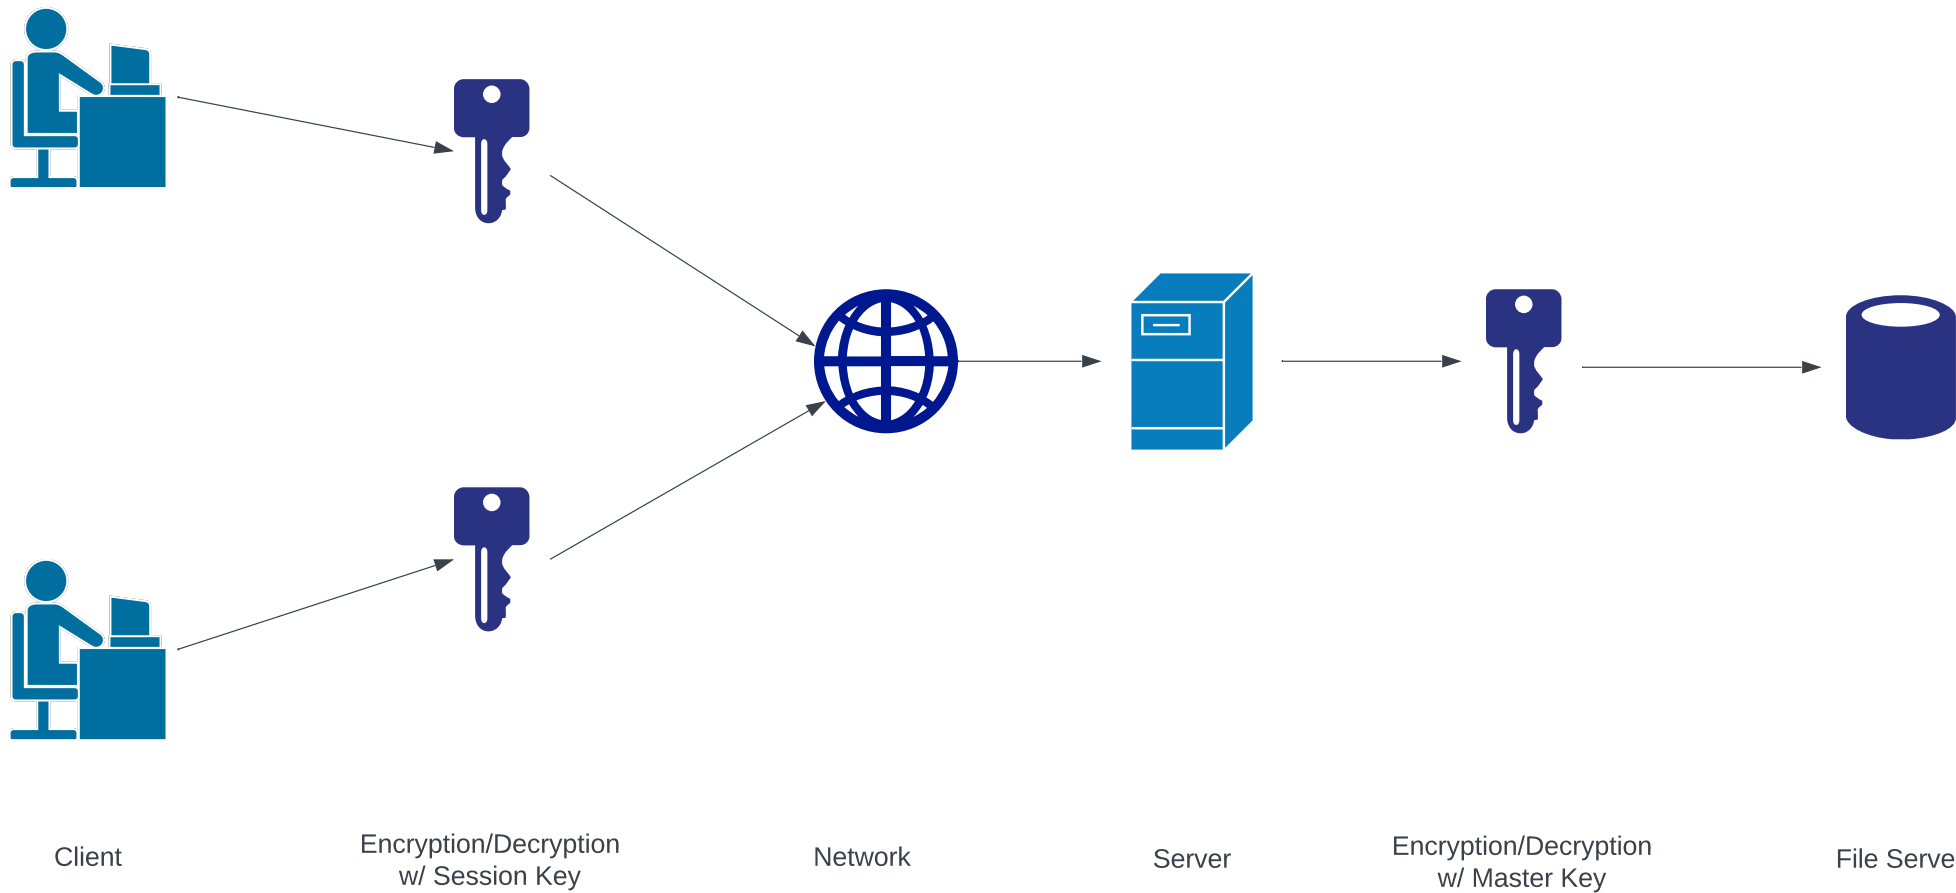 Client
Encryption/Decryption
w/ Session Key
Network
Server
Encryption/Decryption
w/ Master Key
File Serve